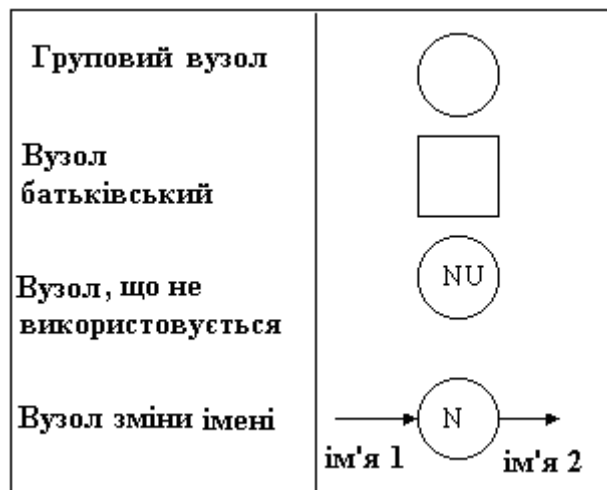 Груповий вузол
Вузол
батьківський
NU
Вузол, що не
використовується
Вузол зміни імені
N
ім'я 1
ім'я 2